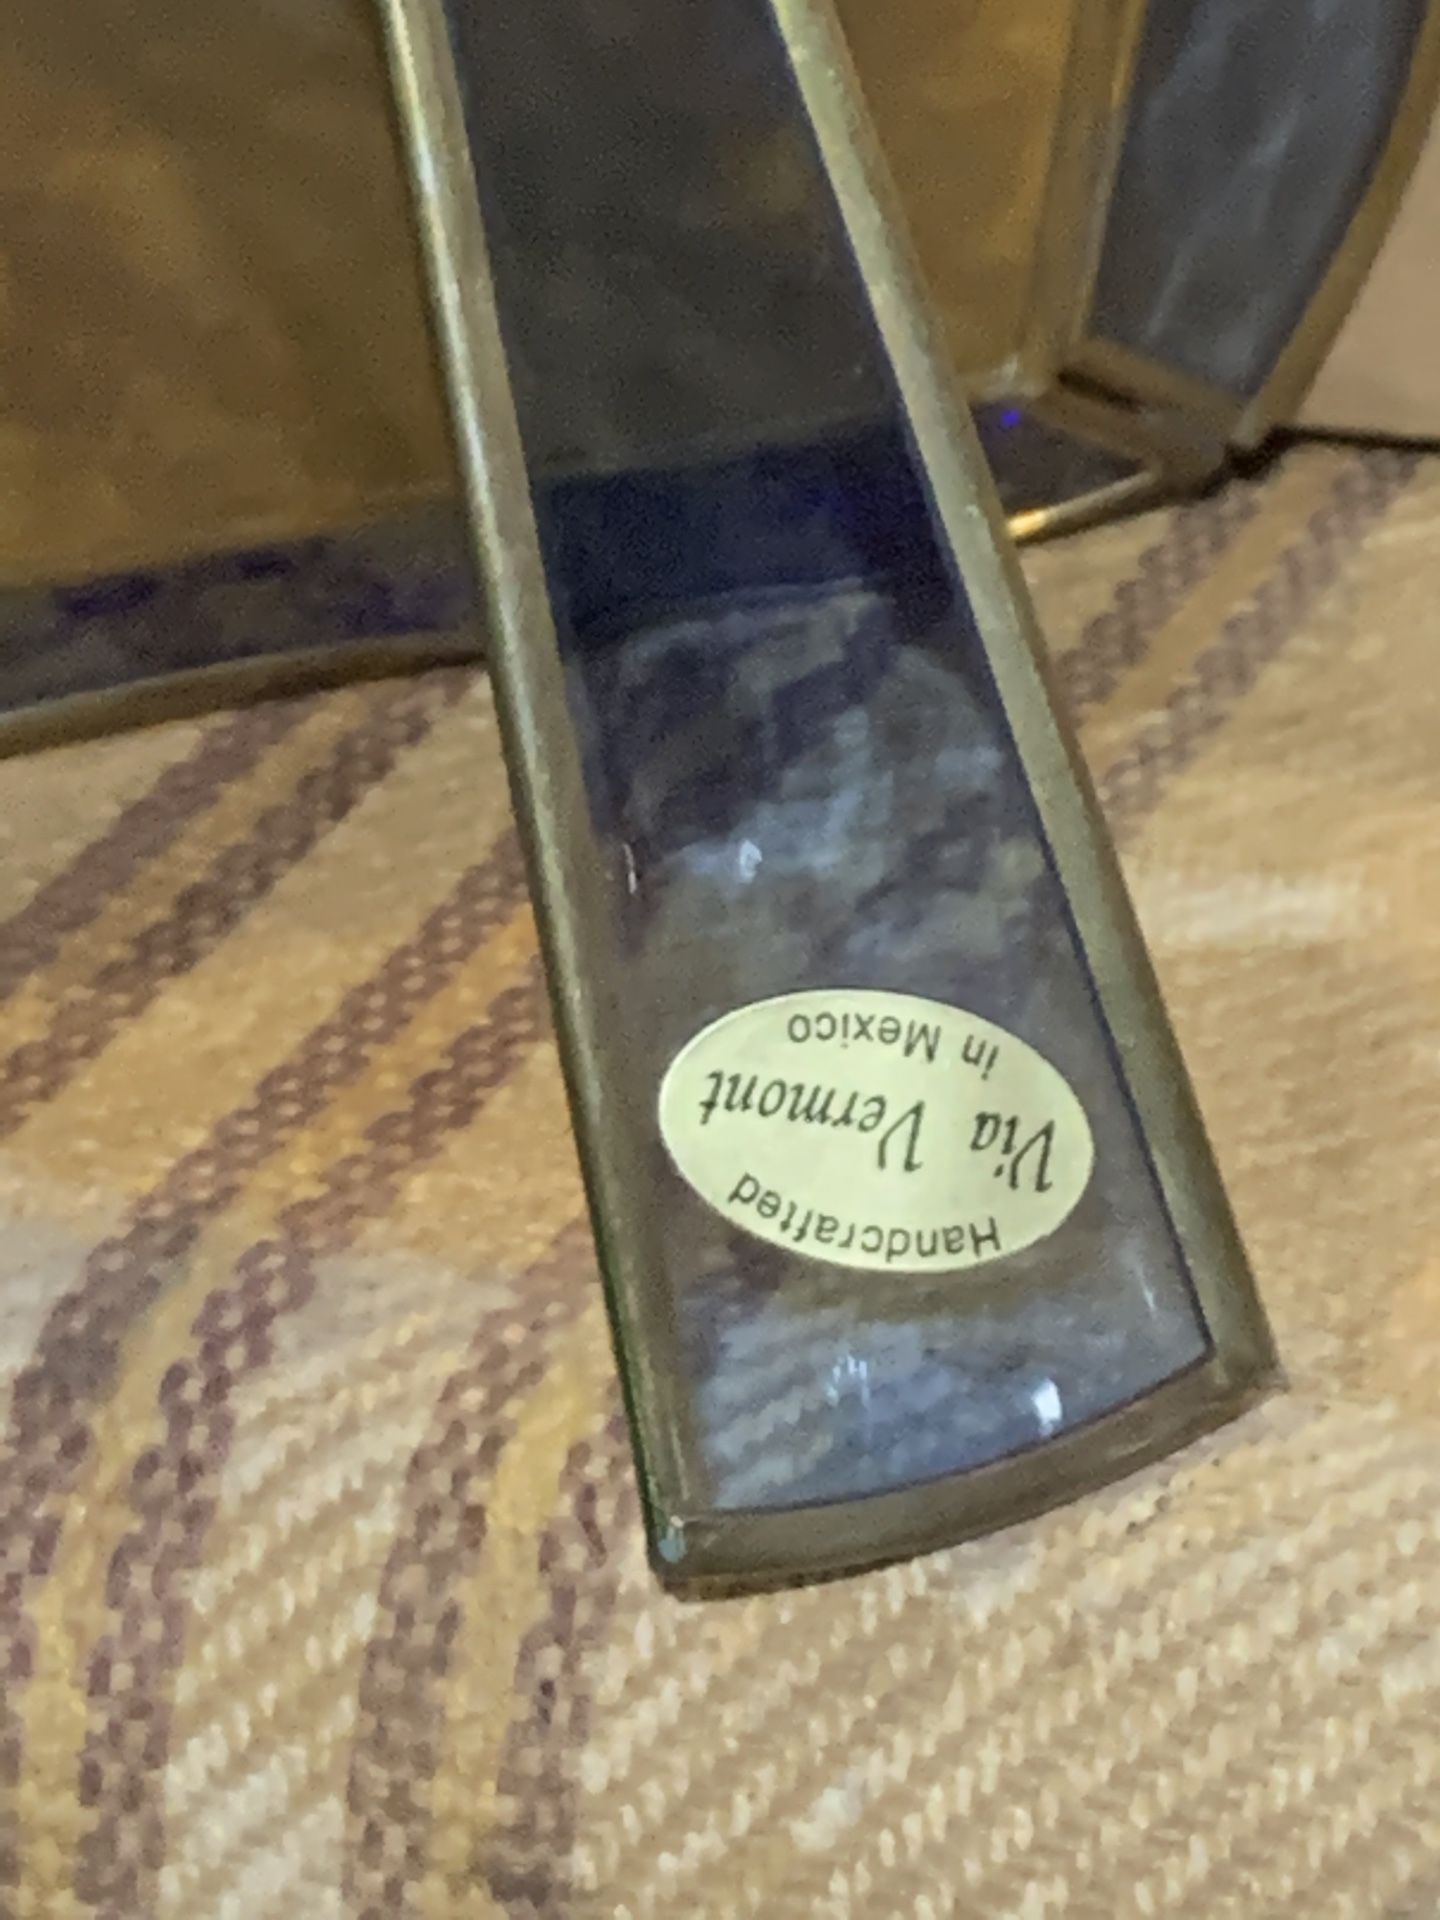 Handcrafted
Via Vermont
in Mexico